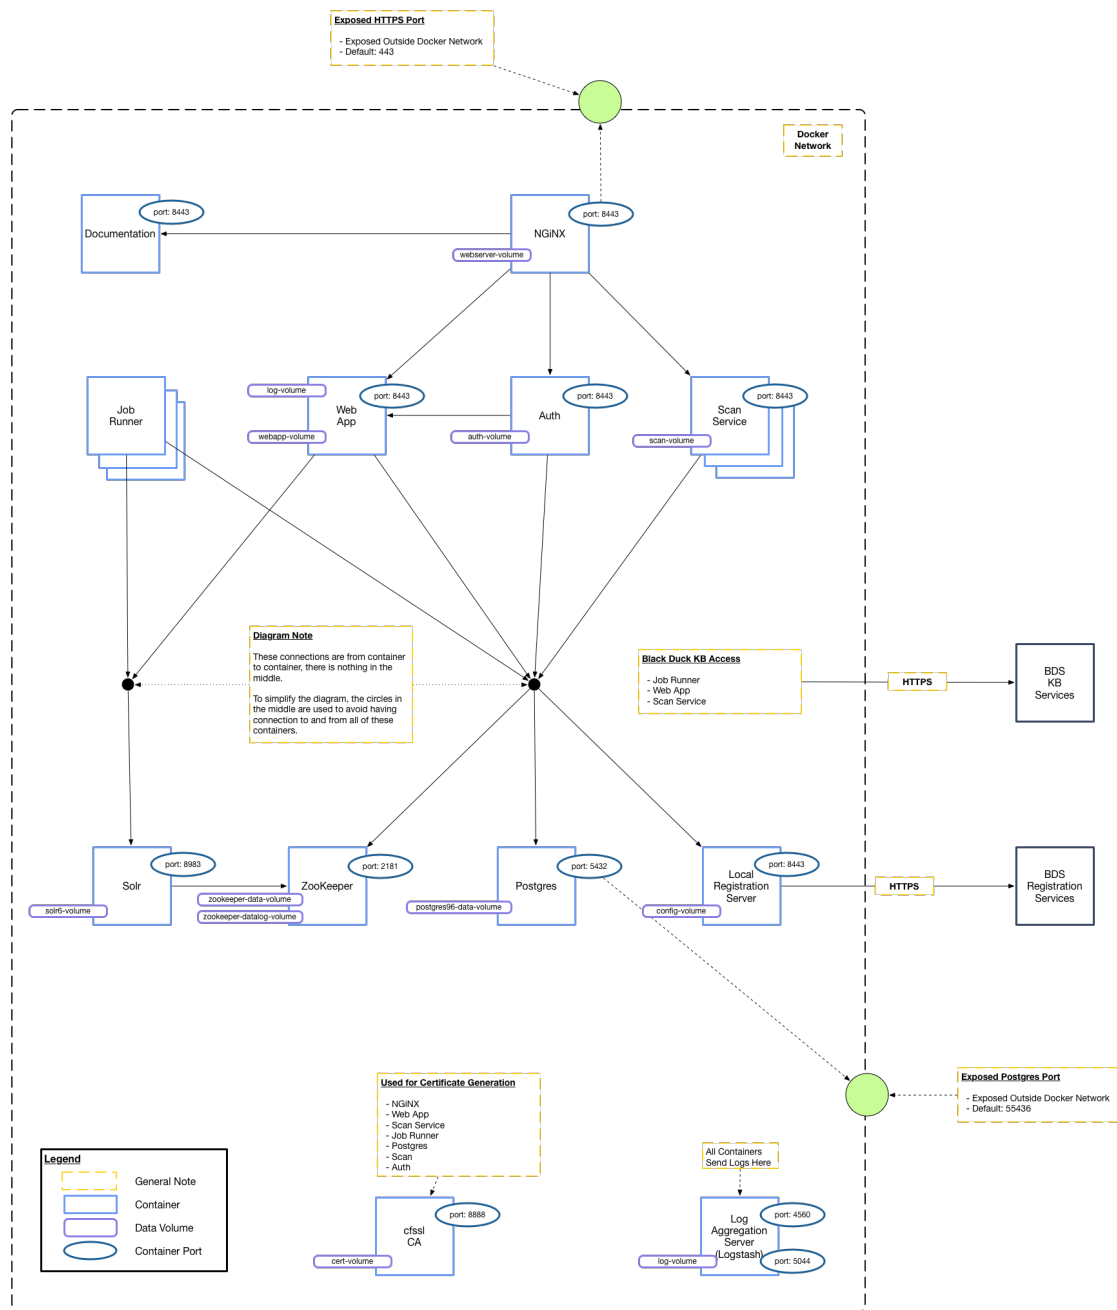 Exposed HTTPS Port
- Exposed Outside Docker Network
- Default: 443
Docker
Network
Documentation
port: 8443
NGiNX
port: 8443
webserver-volume
Job
Runner
log-volume
Web
App
port: 8443
webapp-volume
Auth
port: 8443
auth-volume
Scan
Service
port: 8443
scan-volume
Diagram Note
These connections are from container
to container, there is nothing in the
middle.
To simplify the diagram, the circles in
the middle are used to avoid having
connection to and from all of these
containers.
Black Duck KB Access
- Job Runner
- Web App
- Scan Service
HTTPS
BDS
KB
Services
Solr
port: 8983
solr6-volume
ZooKeeper
port: 2181
zookeeper-data-volume
zookeeper-datalog-volume
Postgres
port: 5432
postgres96-data-volume
Local
Registration
Server
port: 8443
config-volume
HTTPS
BDS
Registration
Services
Exposed Postgres Port
- Exposed Outside Docker Network
- Default: 55436
Used for Certificate Generation
- NGiNX
- Web App
- Scan Service
- Job Runner
- Postgres
- Scan
- Auth
All Containers
Send Logs Here
cfssl
CA
port: 8888
cert-volume
Log
Aggregation
Server
(Logstash)
port: 4560
port: 5044
log-volume
Legend
General Note
Container
Data Volume
Container Port